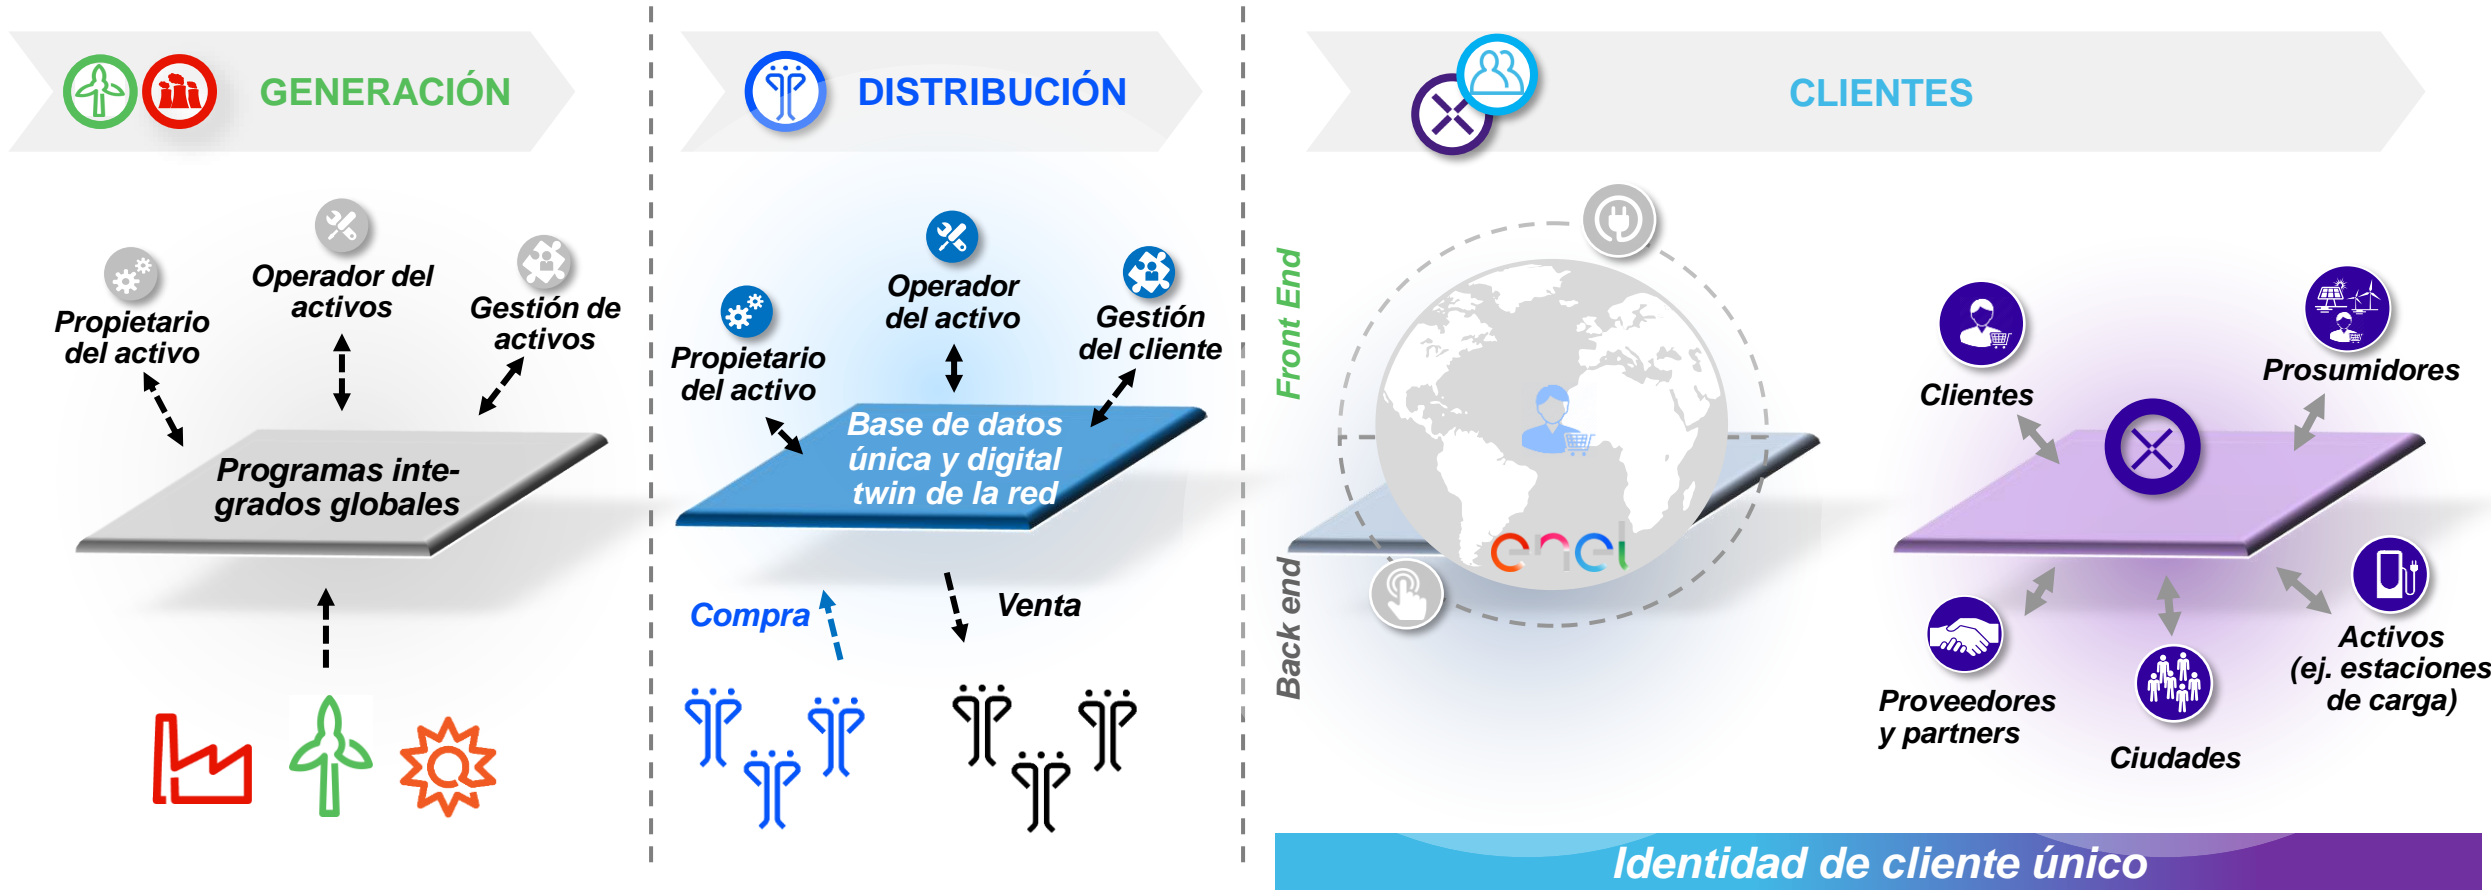 GENERACIÓN
Propietario
del activo
Operador del
activos
Gestión de
activos
Programas inte-
grados globales
DISTRIBUCIÓN
Propietario
del activo
Operador
del activo
Gestión
del cliente
Base de datos
única y digital
twin de la red
Compra
Venta
CLIENTES
Front End
Back end
enel
Clientes
Prosumidores
Proveedores
y partners
Ciudades
Activos
(ej. estaciones
de carga)
Identidad de cliente único